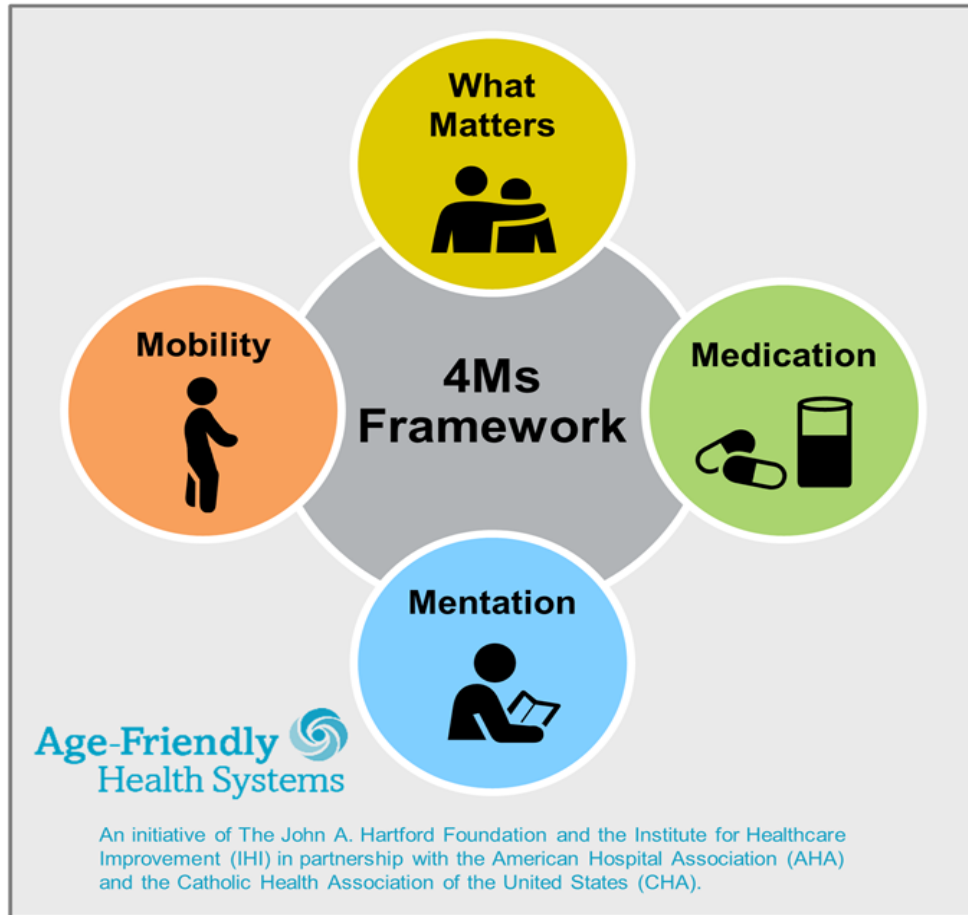 What
Matters
Mobility
4Ms
Framework
Medication
Mentation
Age-Friendly
Health Systems
An initiative of The John A. Hartford Foundation and the Institute for Healthcare
Improvement (IHI) in partnership with the American Hospital Association (AHA)
and the Catholic Health Association of the United States (CHA).